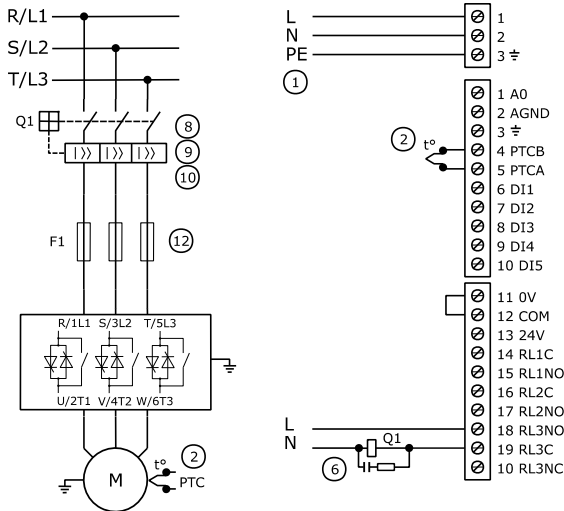 R/L1
S/L2
T/L3
Q1
8
I>> I>> I>>
9
10
F1
12
R/1L1 S/3L2 T/5L3
U/2T1 V/4T2 W/6T3
M
t°
2
PTC
L
N
PE
1
1
2
3
2
t°
1 A0
2 AGND
3
4 PTCB
5 PTCA
6 DI1
7 DI2
8 DI3
9 DI4
10 DI5
11 0V
12 COM
13 24V
14 RL1C
15 RL1NO
16 RL2C
17 RL2NO
18 RL3NO
19 RL3C
10 RL3NC
L
N
Q1
6